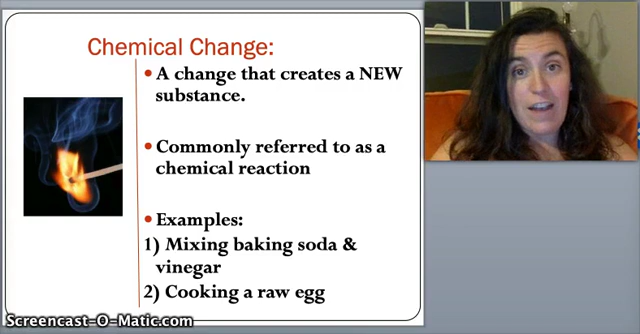 Chemical Change:
• A change that creates a NEW
substance.
• Commonly referred to as a
chemical reaction
• Examples:
1) Mixing baking soda &
vinegar
2) Cooking a raw egg
Screencast-O-Matic.com